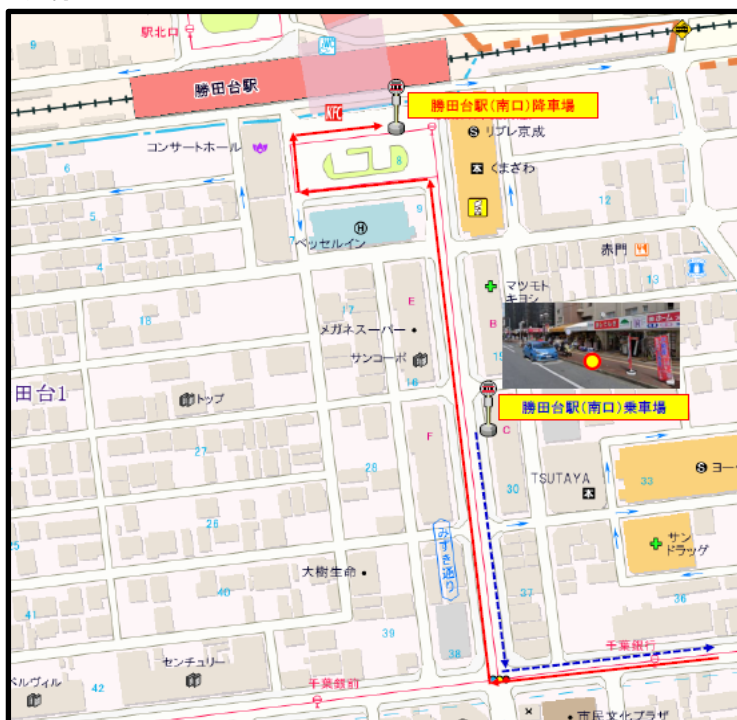 9
駅北口
WC
勝田台駅
KFC
勝田台駅(南口)降車場
11
コンサートホール
リブレ京成
6
8
くまざわ
5
12
7
9
ベッセルイン
赤門
4
13
マツモト
キヨシ
17
E
18
B
メガネスーパー
15
サンコーポ
16
田台1
トップ
勝田台駅(南口)乗車場
F
C
27
28
TSUTAYA
30
33
ヨー
26
25
みずき通り
サン
ドラッグ
大樹生命
40
37
41
36
39
38
千葉銀行
センチュリー
ベルヴィル
42
千葉銀前
市民文化プラザ